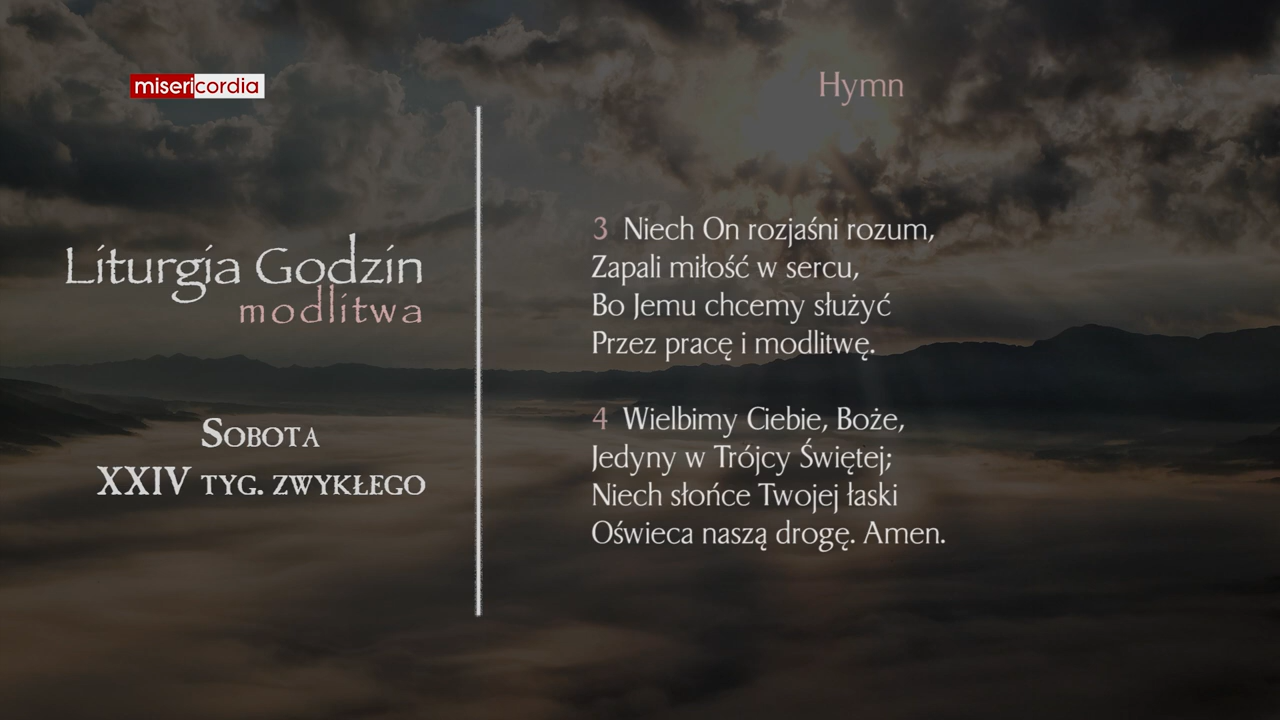 misericordia
Liturgia Godzin
modlitwa
Sobota
XXIV tyg. zwykłego
Hymn
3 Niech On rozjaśni rozum,
Zapali miłość w sercu,
Bo Jemu chcemy służyć
Przez pracę i modlitwę.
4 Wielbimy Ciebie, Boże,
Jedyny w Trójcy Świętej;
Niech słońce Twojej łaski
Oświeca naszą drogę. Amen.